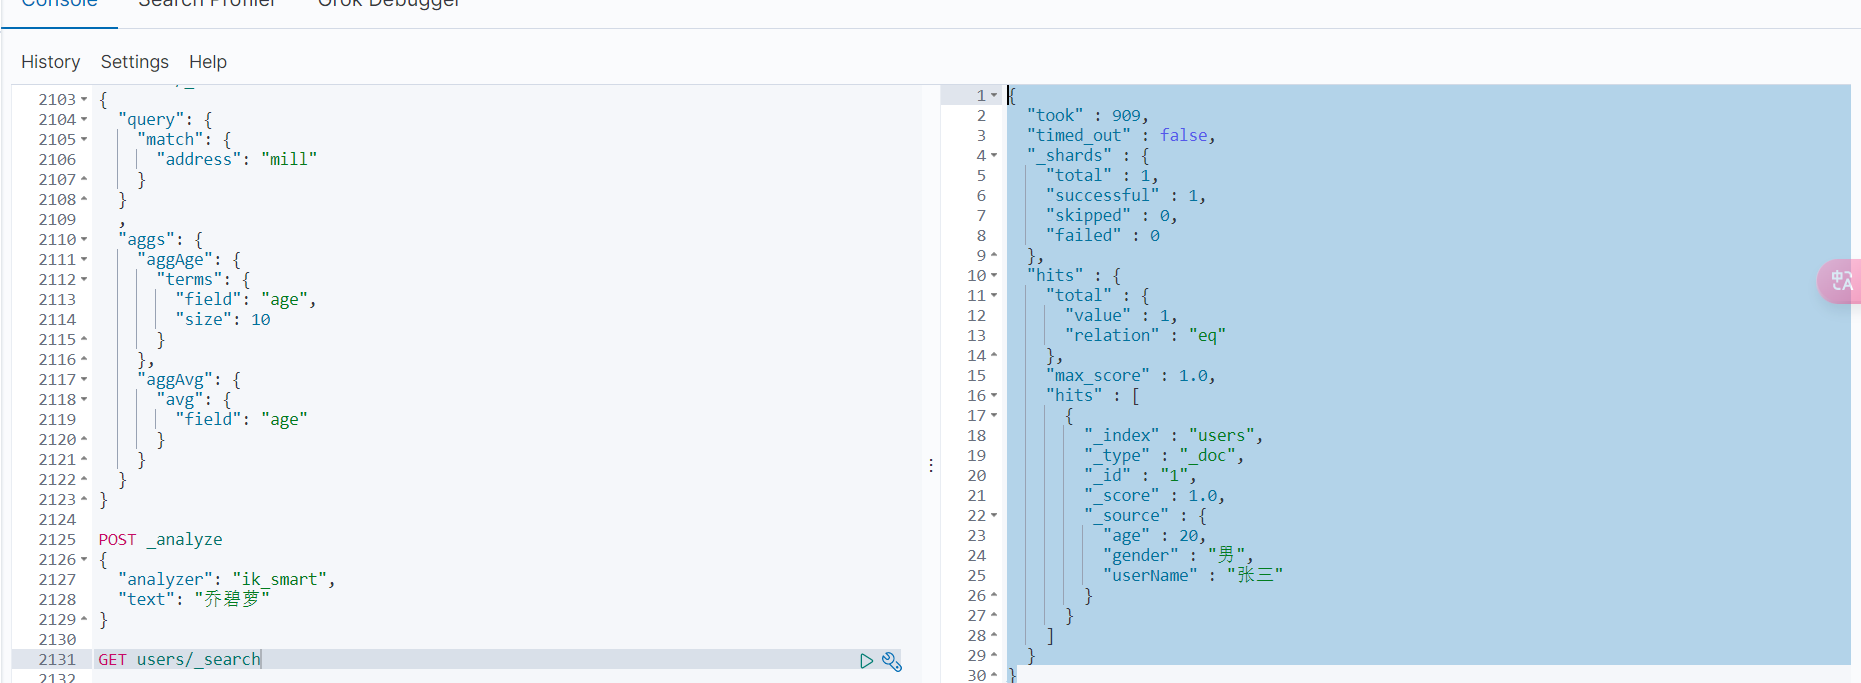 Console Search Profiler Grok Debugger
History Settings Help
2103 {
2104 "query": {
2105 "match": {
2106 "address": "mill"
2107 }
2108 }
2109 ,
2110 "aggs": {
2111 "aggAge": {
2112 "terms": {
2113 "field": "age",
2114 "size": 10
2115 }
2116 },
2117 "aggAvg": {
2118 "avg": {
2119 "field": "age"
2120 }
2121 }
2122 }
2123 }
2124
2125 POST _analyze
2126 {
2127 "analyzer": "ik_smart",
2128 "text": "乔碧萝"
2129 }
2130
2131 GET users/_search
2132
1 {
2 "took" : 909,
3 "timed_out" : false,
4 "_shards" : {
5 "total" : 1,
6 "successful" : 1,
7 "skipped" : 0,
8 "failed" : 0
9 },
10 "hits" : {
11 "total" : {
12 "value" : 1,
13 "relation" : "eq"
14 },
15 "max_score" : 1.0,
16 "hits" : [
17 {
18 "_index" : "users",
19 "_type" : "_doc",
20 "_id" : "1",
21 "_score" : 1.0,
22 "_source" : {
23 "age" : 20,
24 "gender" : "男",
25 "userName" : "张三"
26 }
27 }
28 ]
29 }
30 }
中A